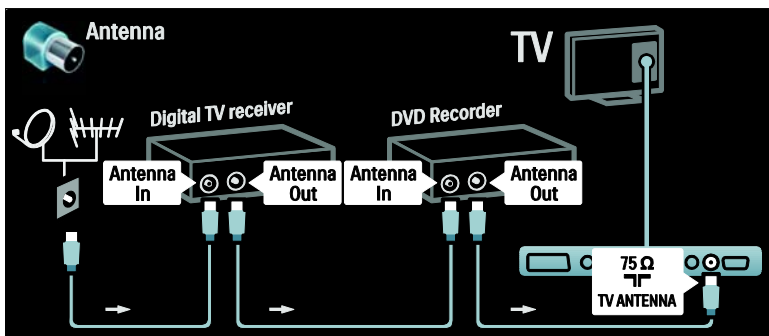 Antenna
TV
Digital TV receiver
DVD Recorder
Antenna
In
Antenna
Out
Antenna
In
Antenna
Out
75 Ω
TV ANTENNA